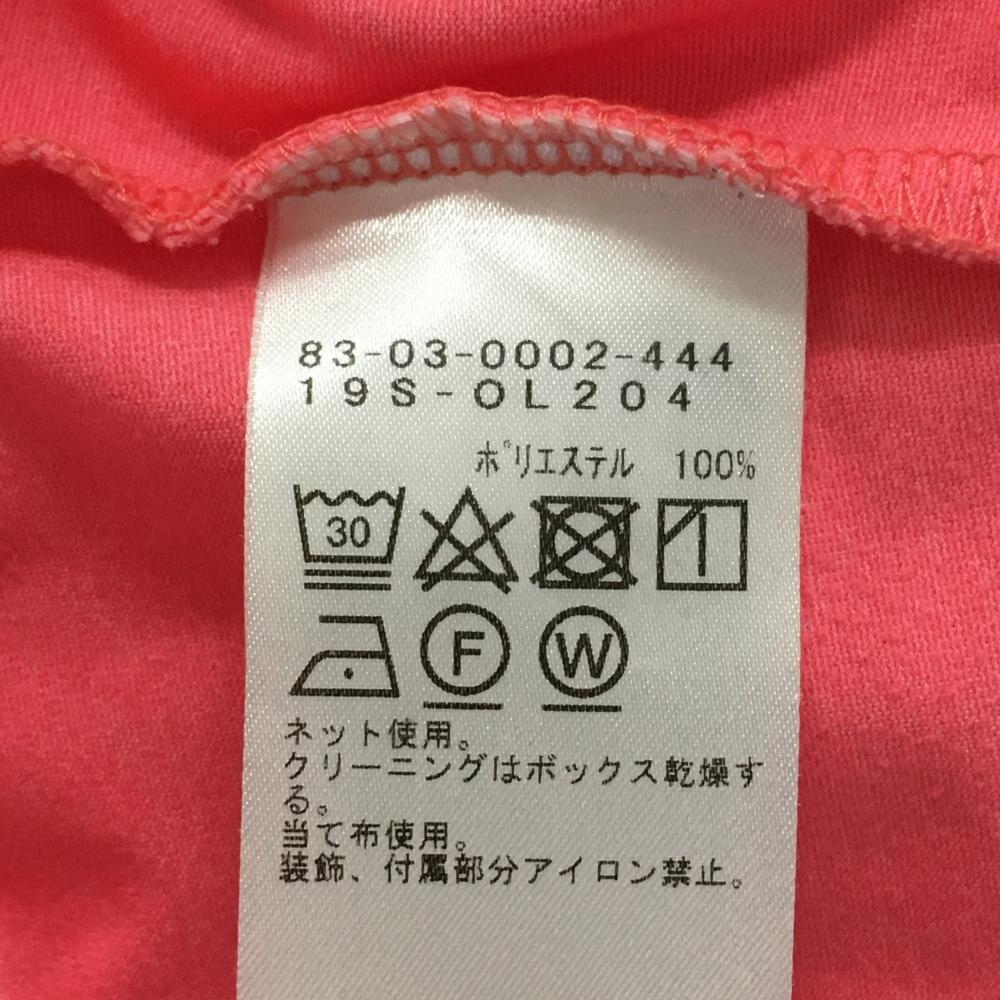 83-03-0002-444
19S-OL204
ポリエステル 100%
30
F W
ネット使用。
クリーニングはボックス乾燥す
る。
当て布使用。
装飾、付属部分アイロン禁止。